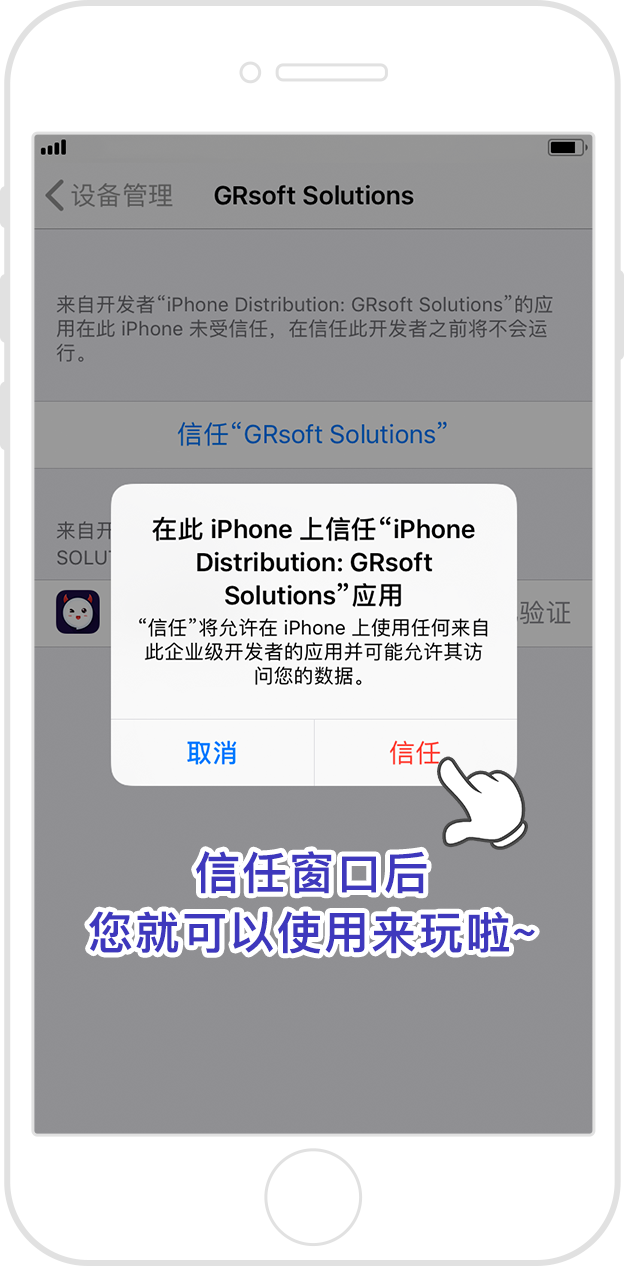 设备管理
GRsoft Solutions
来自开发者“iPhone Distribution: GRsoft Solutions”的应
用在此 iPhone 未受信任，在信任此开发者之前将不会运
行。
信任“GRsoft Solutions”
来自开
SOLU
验证
在此 iPhone 上信任“iPhone
Distribution: GRsoft
Solutions”应用
“信任”将允许在 iPhone 上使用任何来自
此企业级开发者的应用并可能允许其访
问您的数据。
取消
信任
信任窗口后
您就可以使用来玩啦~